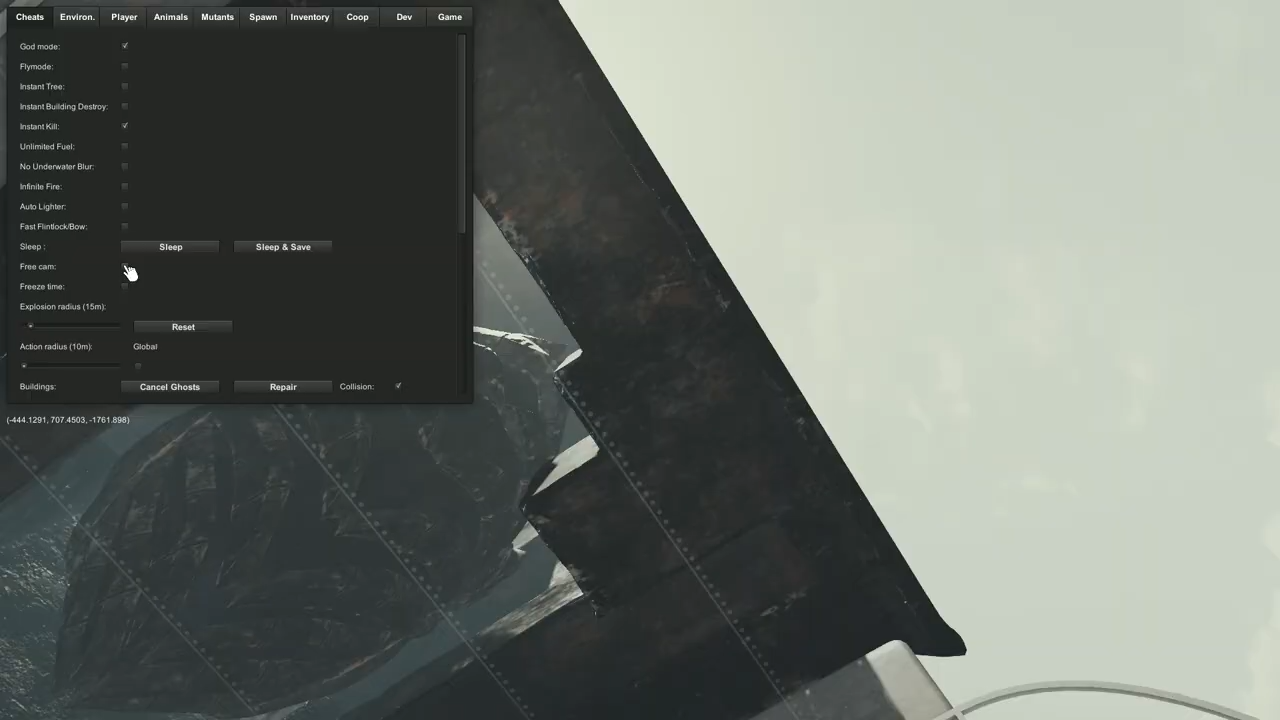 Cheats Environ. Player Animals Mutants Spawn Inventory Coop Dev Game
God mode:
Flymode:
Instant Tree:
Instant Building Destroy:
Instant Kill:
Unlimited Fuel:
No Underwater Blur:
Infinite Fire:
Auto Lighter:
Fast Flintlock/Bow:
Sleep : Sleep Sleep & Save
Free cam:
Freeze time:
Explosion radius (15m):
Reset
Action radius (10m): Global
Buildings: Cancel Ghosts Repair Collision:
(-444.1291, 707.4503, -1761.898)